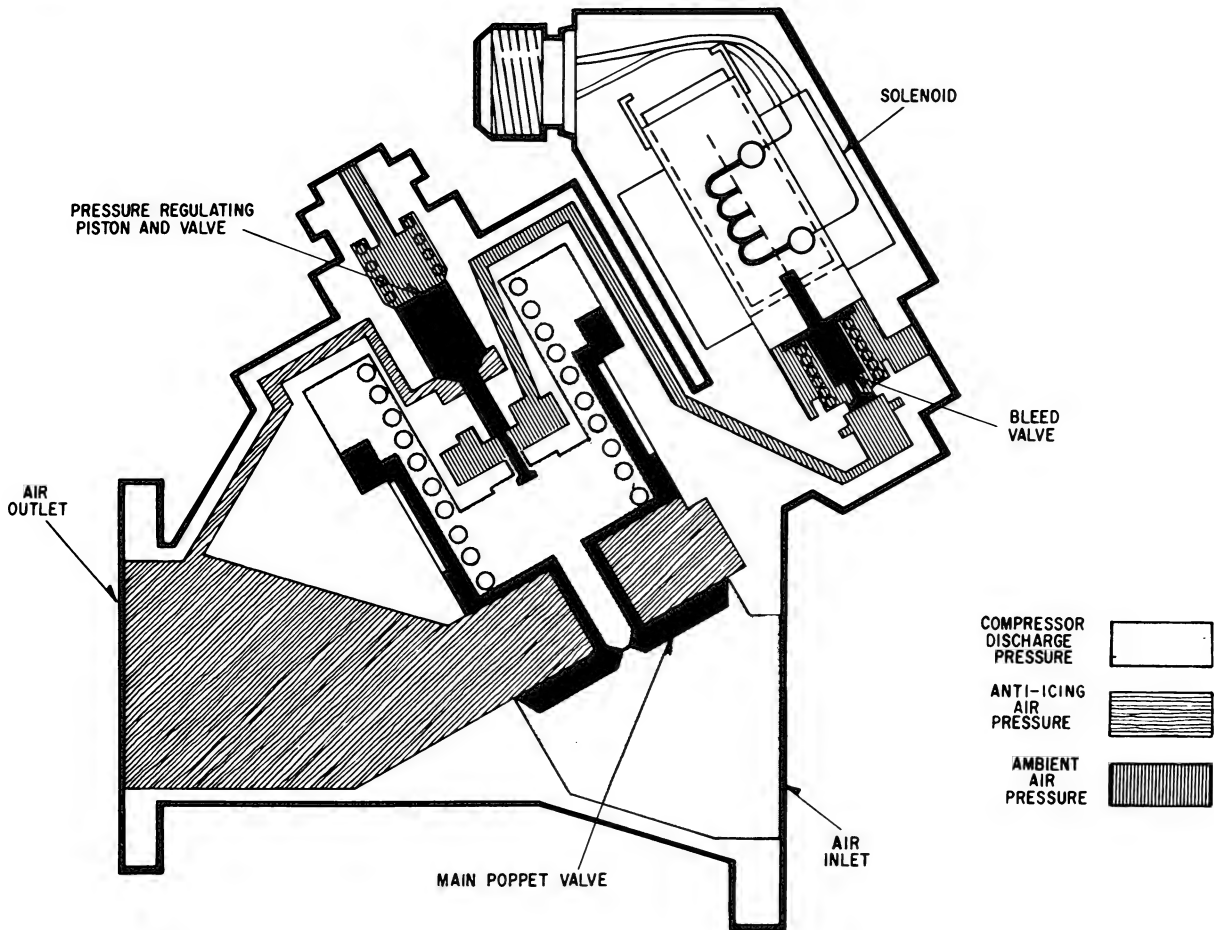 SOLENOID
PRESSURE REGULATING
PISTON AND VALVE
BLEED
VALVE
AIR
OUTLET
COMPRESSOR
DISCHARGE
PRESSURE
ANTI-ICING
AIR
PRESSURE
AMBIENT
AIR
PRESSURE
AIR
INLET
MAIN POPPET VALVE